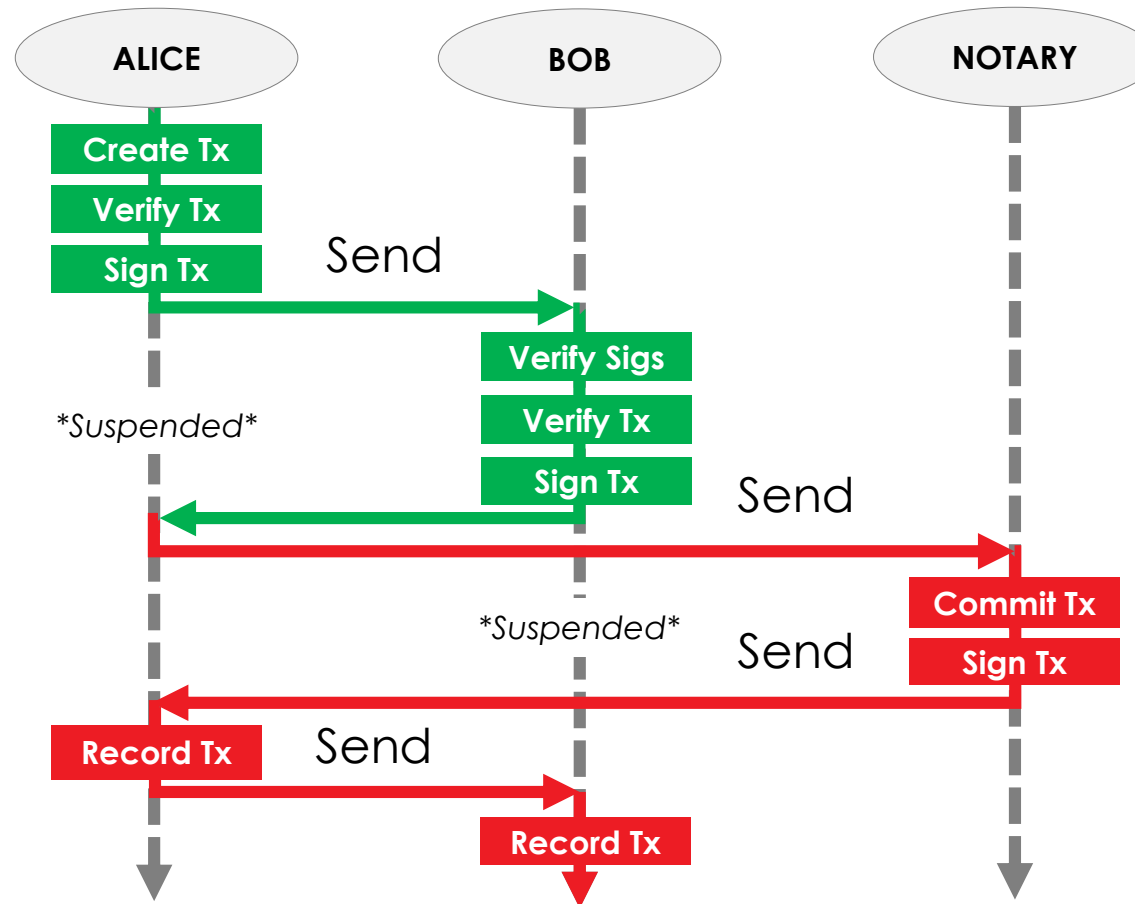 ALICE
BOB
NOTARY
Create Tx
Verify Tx
Sign Tx
Send
Verify Sigs
*Suspended*
Verify Tx
Sign Tx
Send
Commit Tx
*Suspended*
Send
Sign Tx
Record Tx
Send
Record Tx